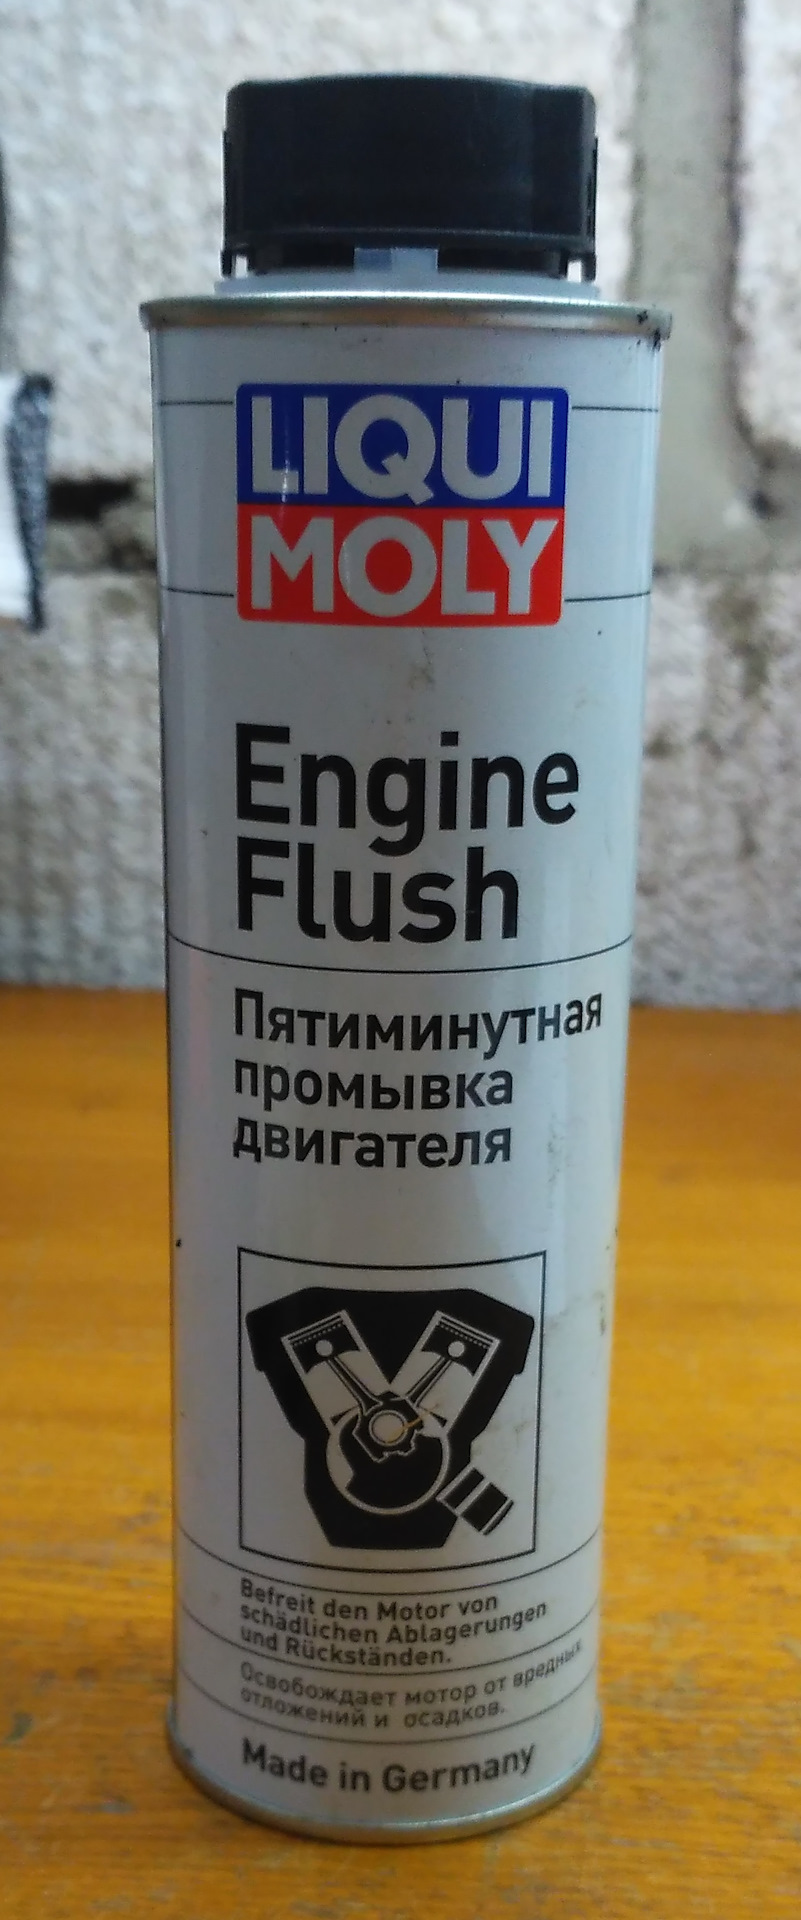 LIQUI
MOLY
Engine
Flush
Пятиминутная
промывка
двигателя
Befreit den Motor von
schädlichen Ablagerungen
und Rückständen.
Освобождает мотор от вредных
отложений и осадков.
Made in Germany